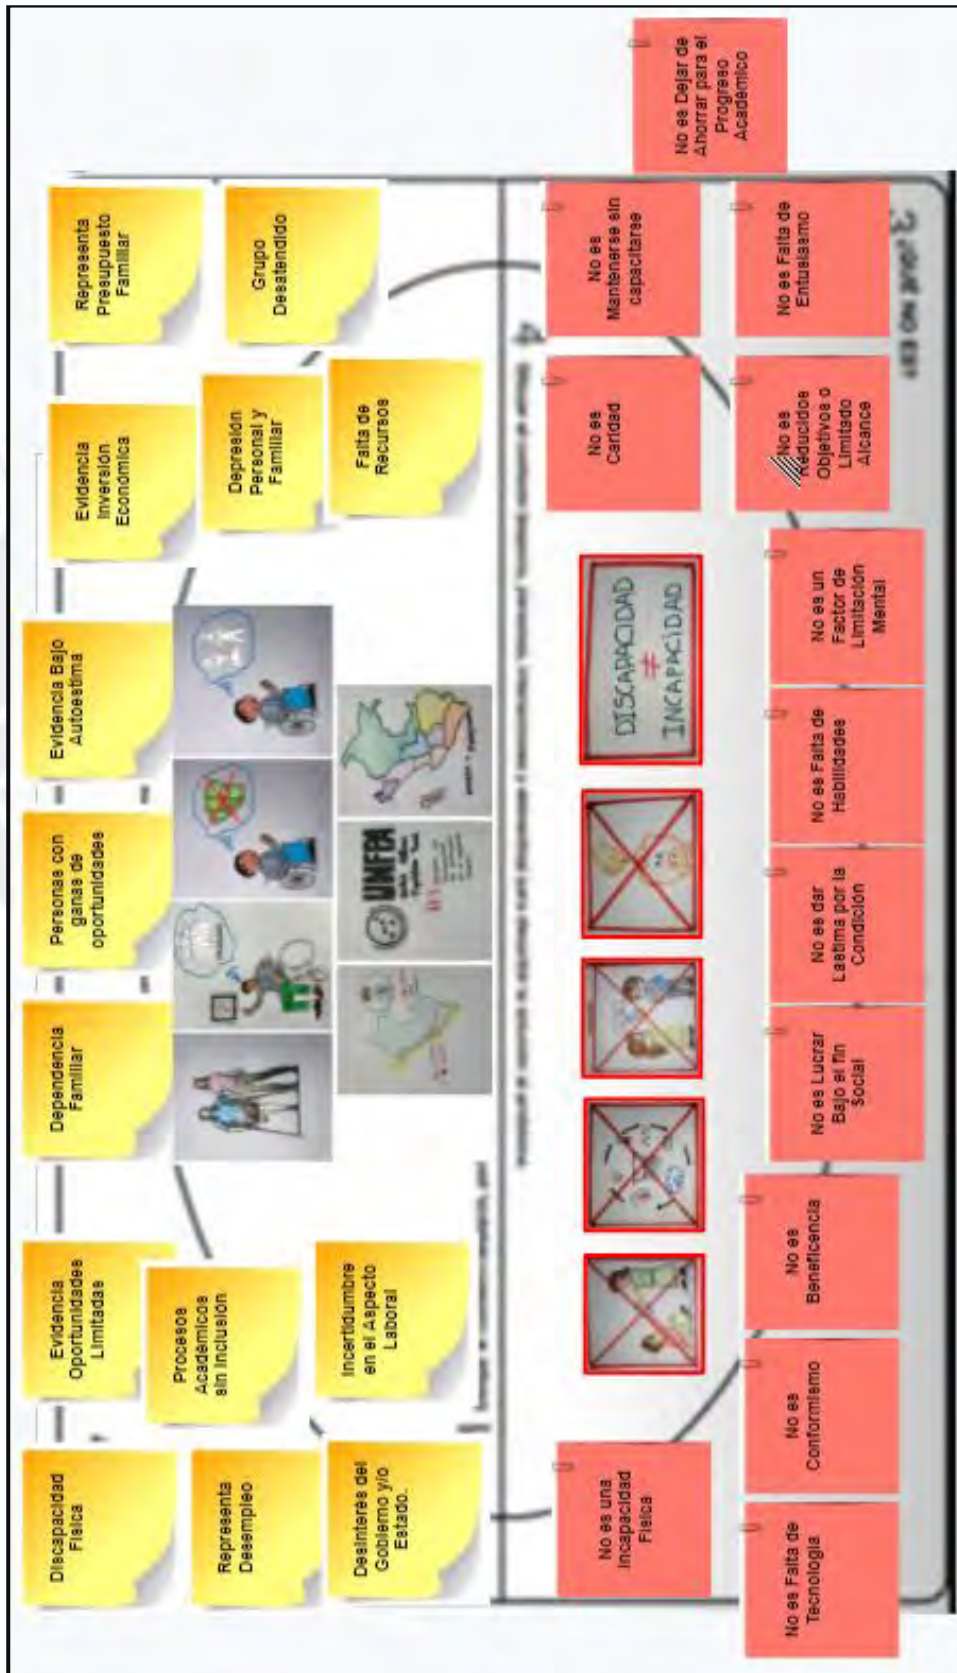 Discapacidad
Física
Evidencia
Oportunidades
Limitadas
Dependencia
Familiar
Personas con
ganas de
oportunidades
Evidencia Bajo
Autoestima
Evidencia
Inversión
Económica
Representa
Presupuesto
Familiar
Representa
Desempleo
Procesos
Académicos
sin Inclusión
Depresión
Personal y
Familiar
Grupo
Desatendido
Desinterés del
Gobierno y/o
Estado.
Incertidumbre
en el Aspecto
Laboral
UNFPA
Falta de
Recursos
4
No es una
Incapacidad
Física
DISCAPACIDAD
≠
INCAPACIDAD
No es
Caridad
No es
Mantenerse sin
capacitarse
No es Dejar de
Ahorrar para el
Progreso
Académico
No es Falta de
Tecnología
No es
Conformismo
No es
Beneficencia
No es Lucrar
Bajo el fin
Social
No es dar
Lastima por la
Condición
No es Falta de
Habilidades
No es un
Factor de
Limitación
Mental
No es
Reducidos
Objetivos o
Limitado
Alcance
No es Falta de
Entusiasmo
3
¿QUÉ NO ES?